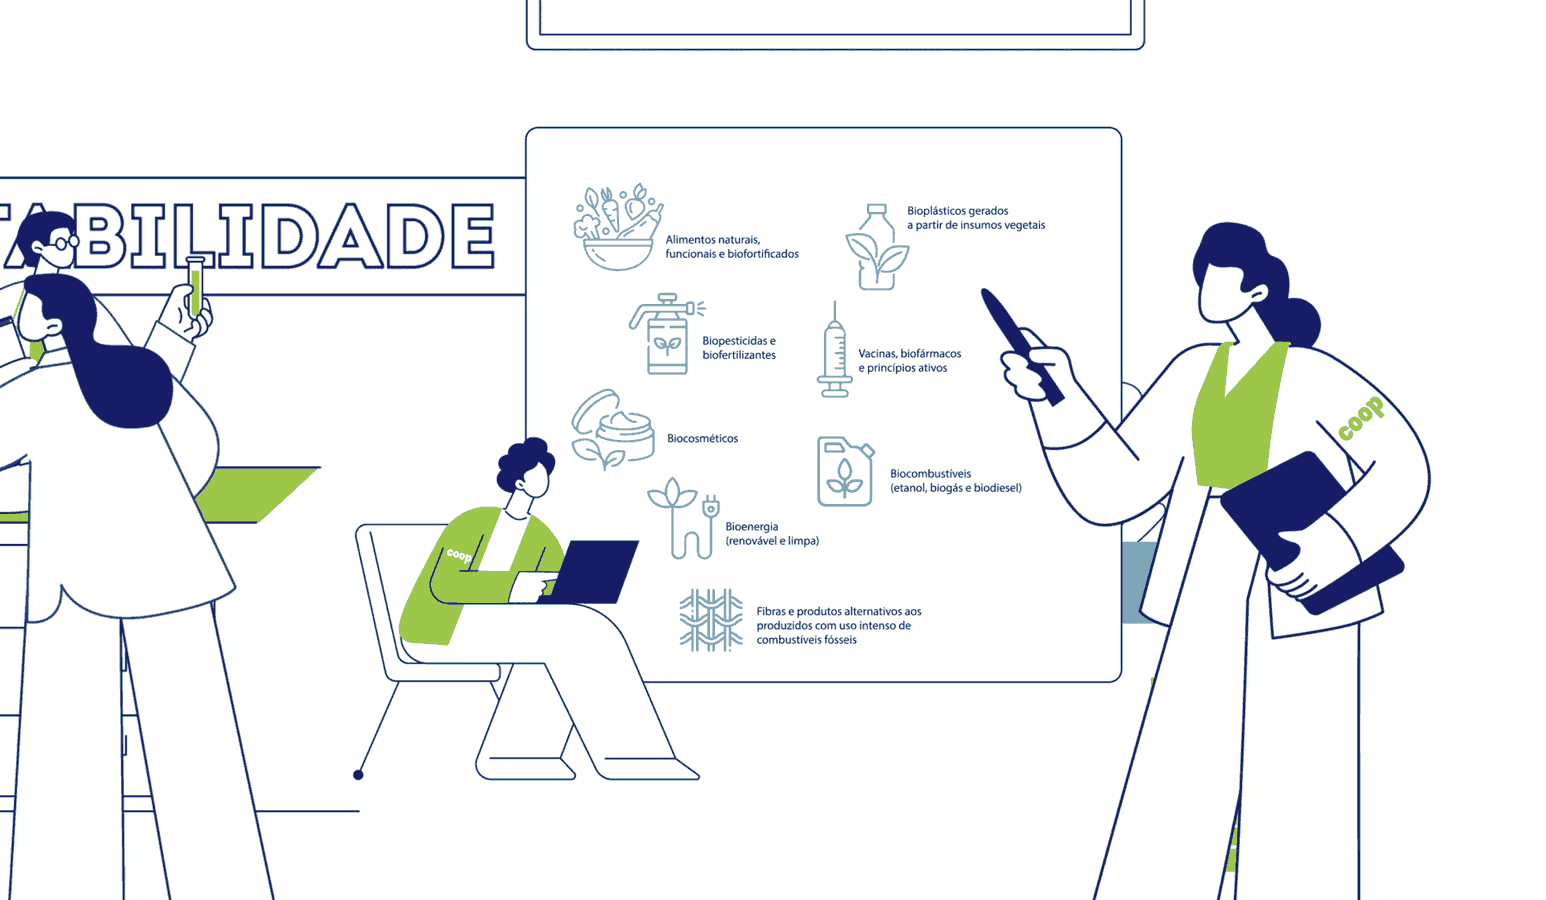 TABILIDADE
Alimentos naturais,
funcionais e biofortificados
Bioplásticos gerados
a partir de insumos vegetais
Biopesticidas e
biofertilizantes
Vacinas, biofármacos
e princípios ativos
Biocosméticos
Biocombustíveis
(etanol, biogás e biodiesel)
Bioenergia
(renovável e limpa)
Fibras e produtos alternativos aos
produzidos com uso intenso de
combustíveis fósseis
coop
coop